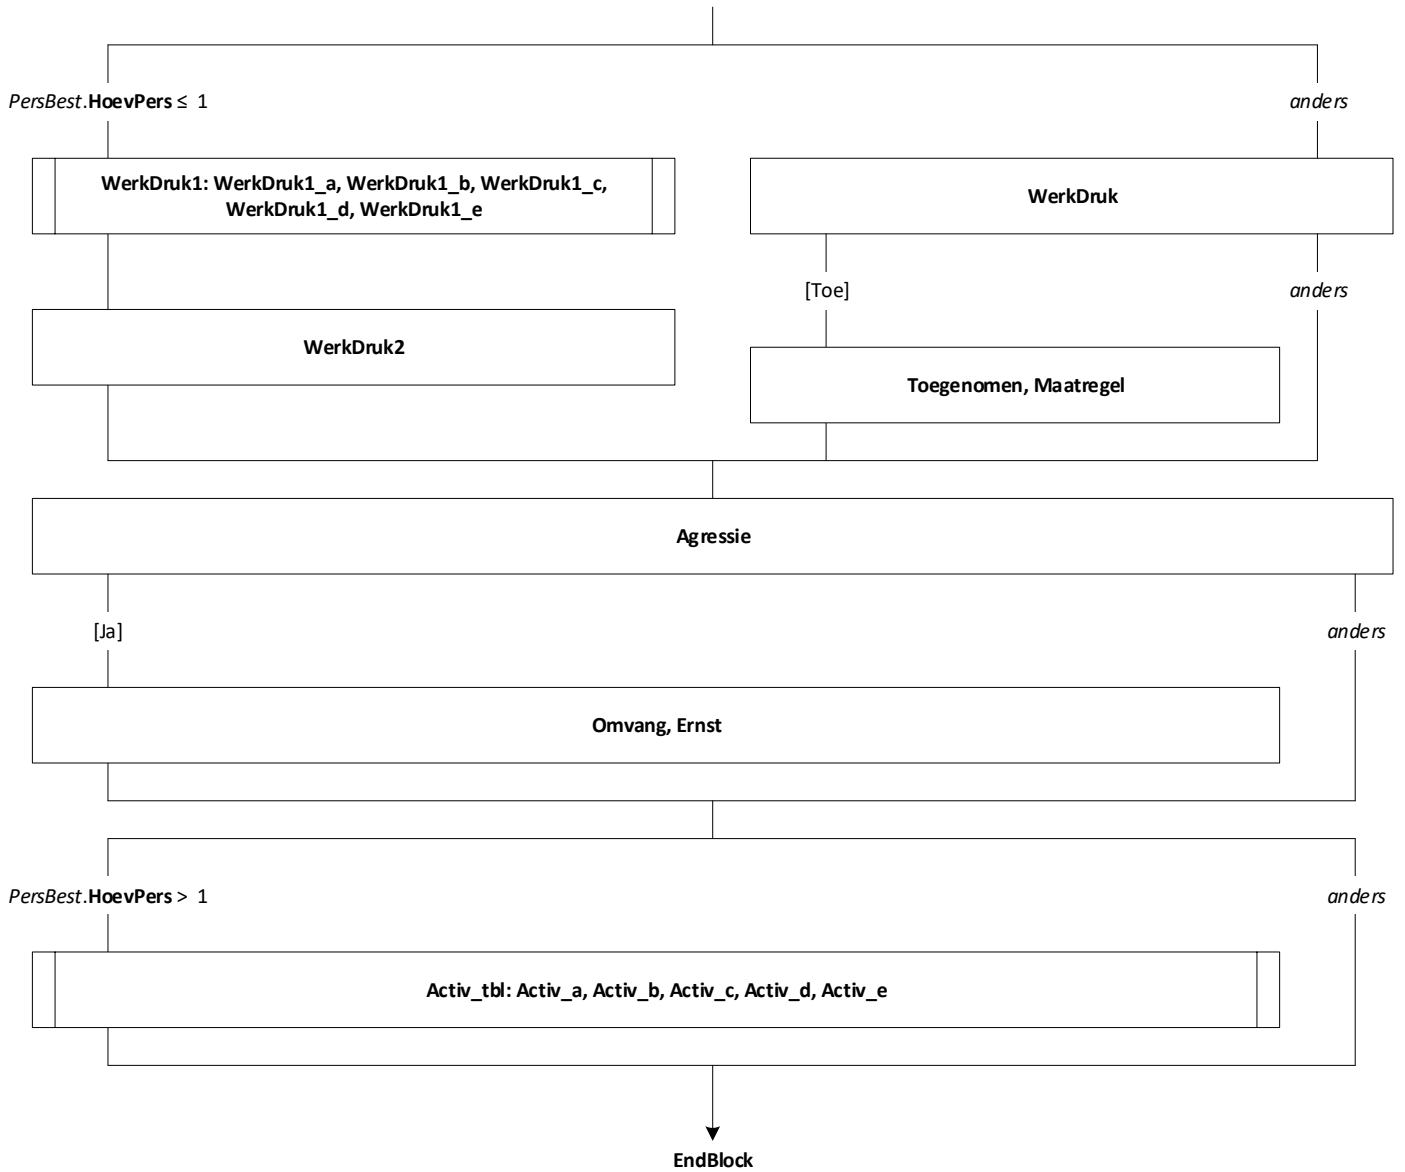 PersBest.HoevPers ≤ 1
anders
WerkDruk1: WerkDruk1_a, WerkDruk1_b, WerkDruk1_c,
WerkDruk1_d, WerkDruk1_e
WerkDruk
[Toe]
anders
WerkDruk2
Toegenomen, Maatregel
Agressie
[Ja]
anders
Omvang, Ernst
PersBest.HoevPers > 1
anders
Activ_tbl: Activ_a, Activ_b, Activ_c, Activ_d, Activ_e
EndBlock